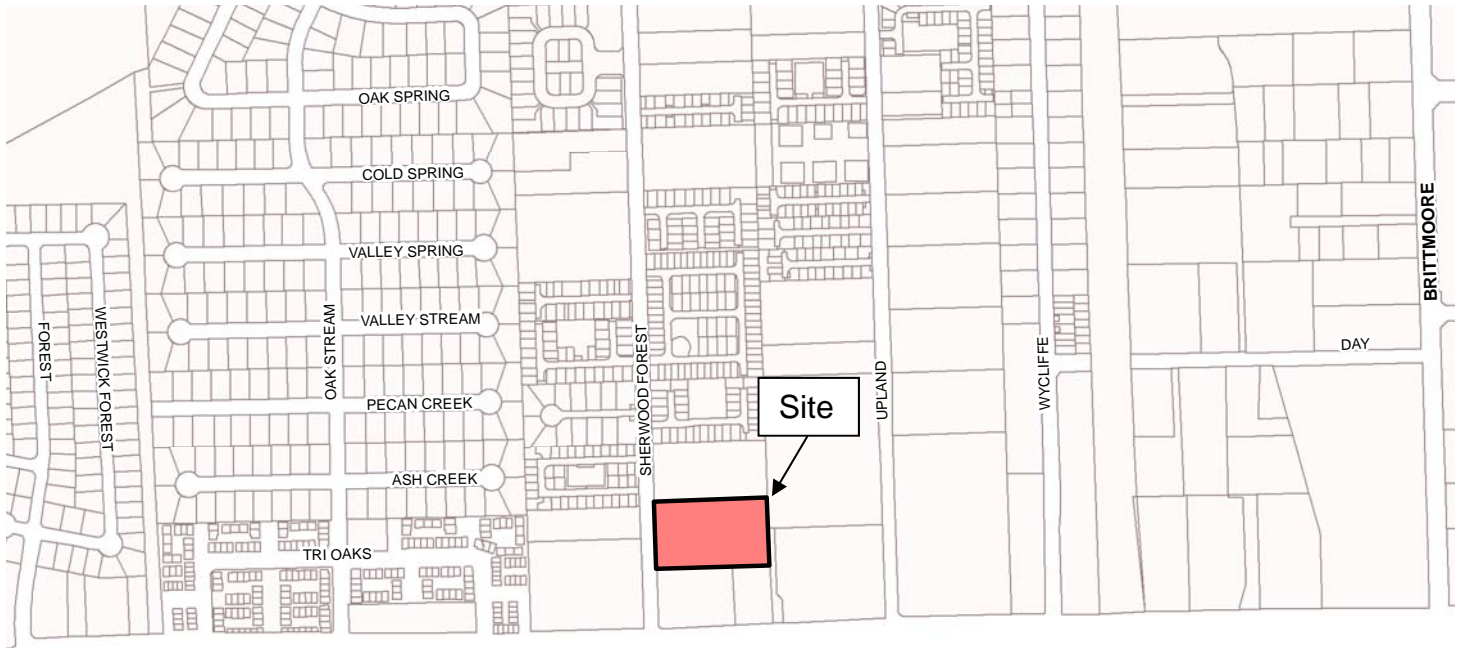 OAK SPRING
COLD SPRING
VALLEY SPRING
VALLEY STREAM
PECAN CREEK
ASH CREEK
TRI OAKS
FOREST
WESTWICK FOREST
OAK STREAM
SHERWOOD FOREST
Site
UPLAND
WYCLIFFE
DAY
BRITTMOORE